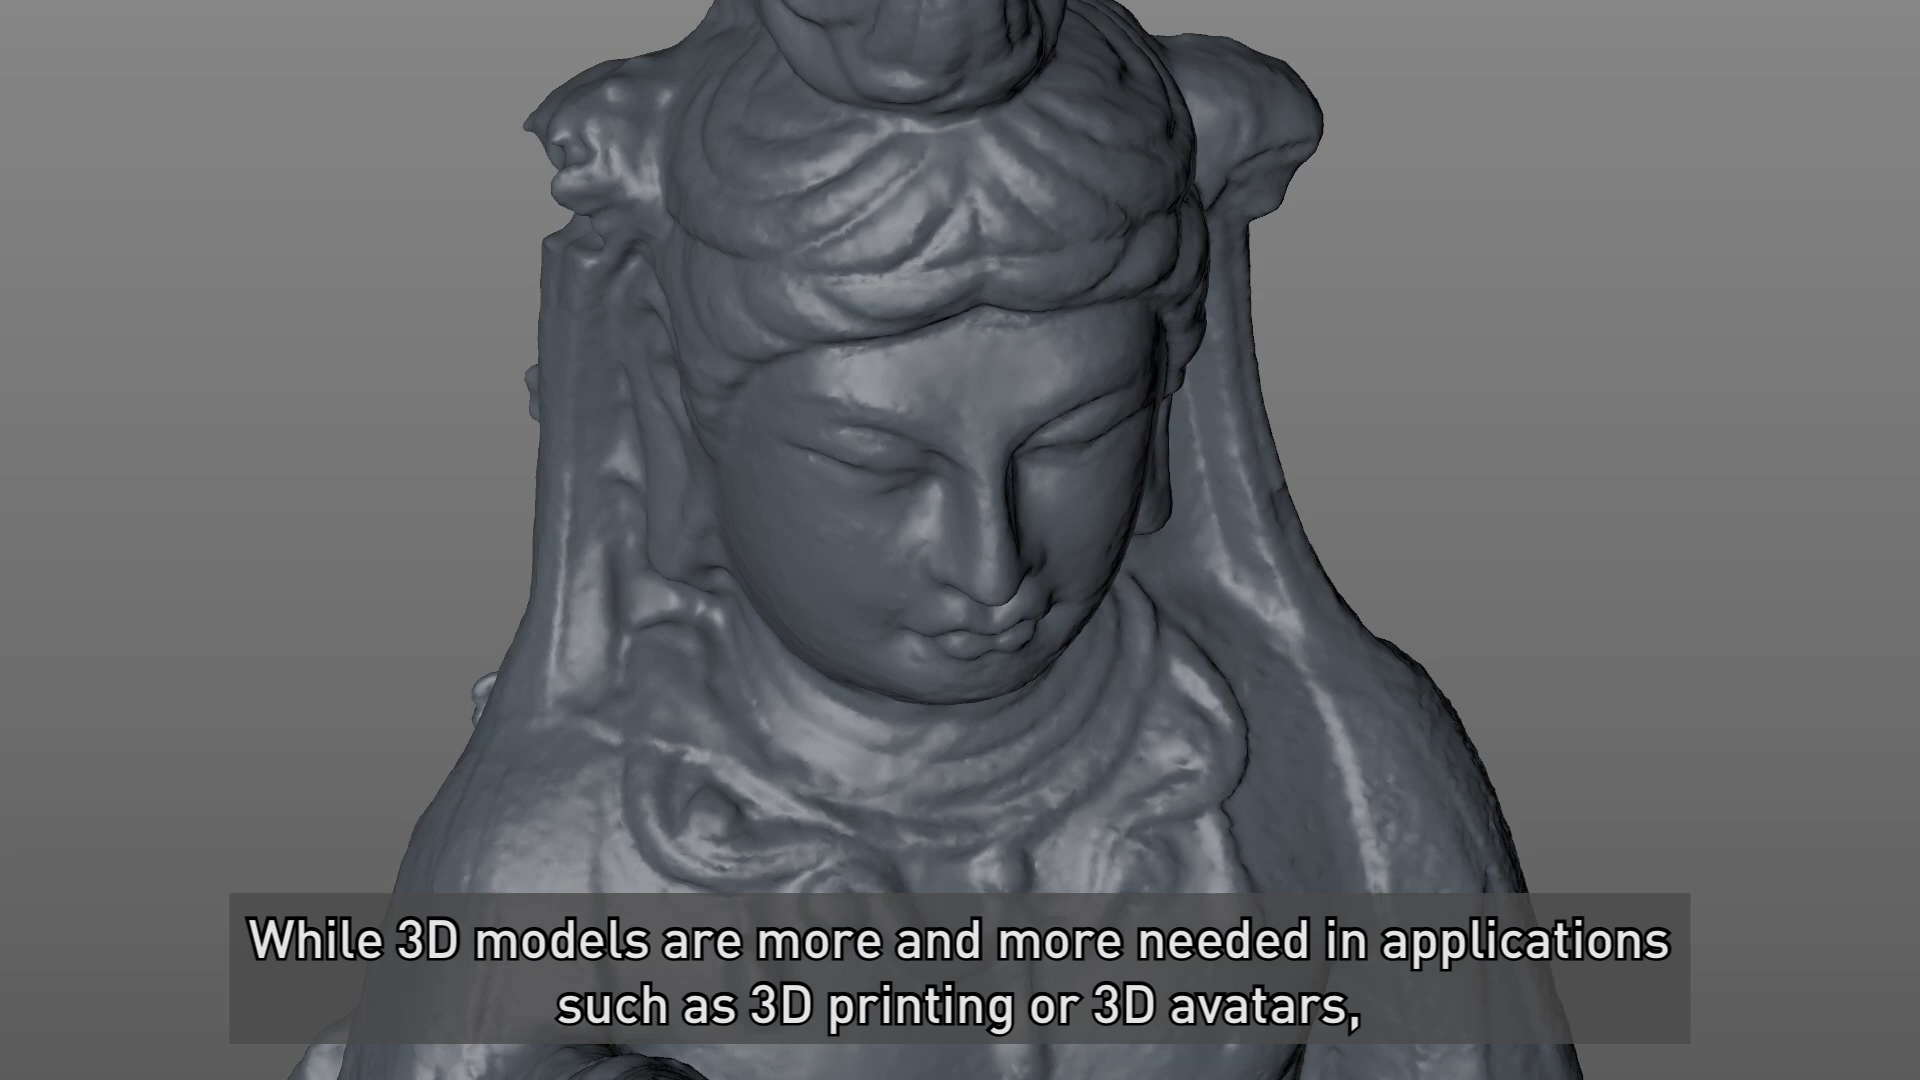 While 3D models are more and more needed in applications
such as 3D printing or 3D avatars,